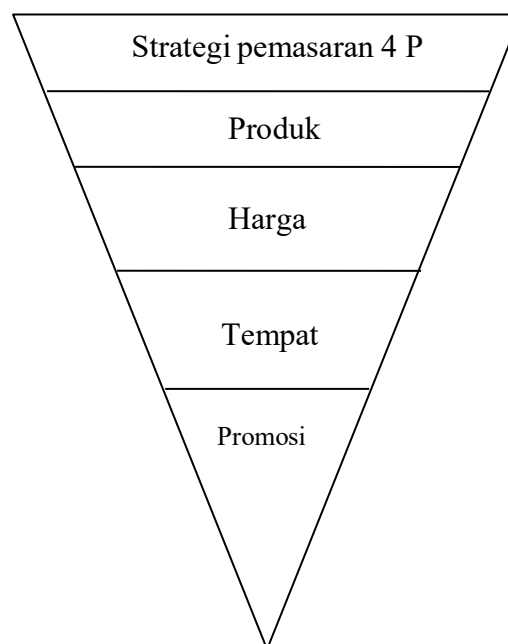 Strategi pemasaran 4 P
Produk
Harga
Tempat
Promosi